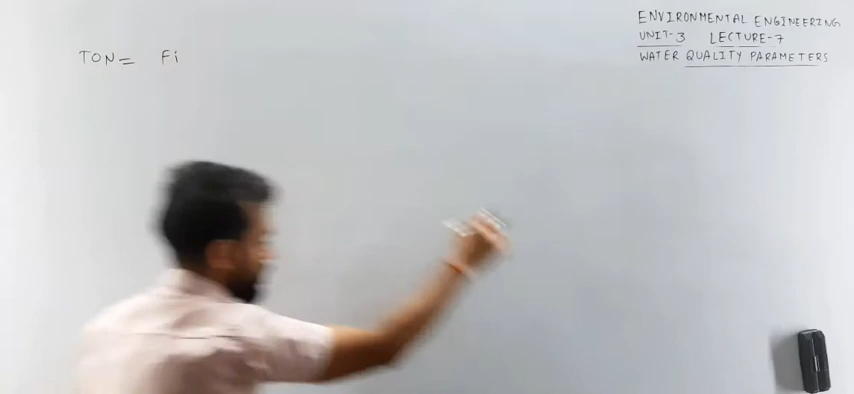 ENVIRONMENTAL ENGINEERING
UNIT-3 LECTURE-7
WATER QUALITY PARAMETERS
TON= Fi